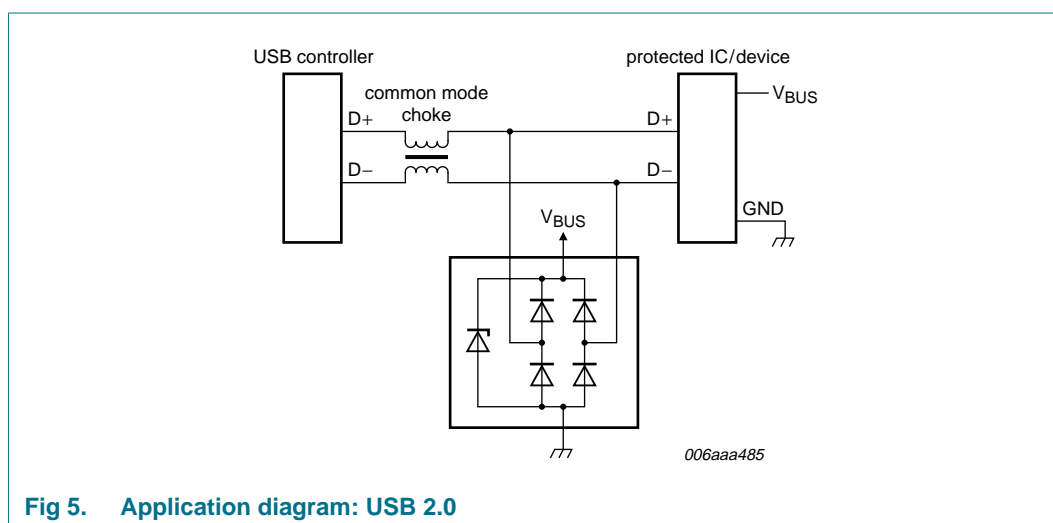 USB controller
protected IC/device
common mode
choke
VBUS
D+
D+
D−
D−
GND
VBUS
006aaa485
Fig 5. Application diagram: USB 2.0